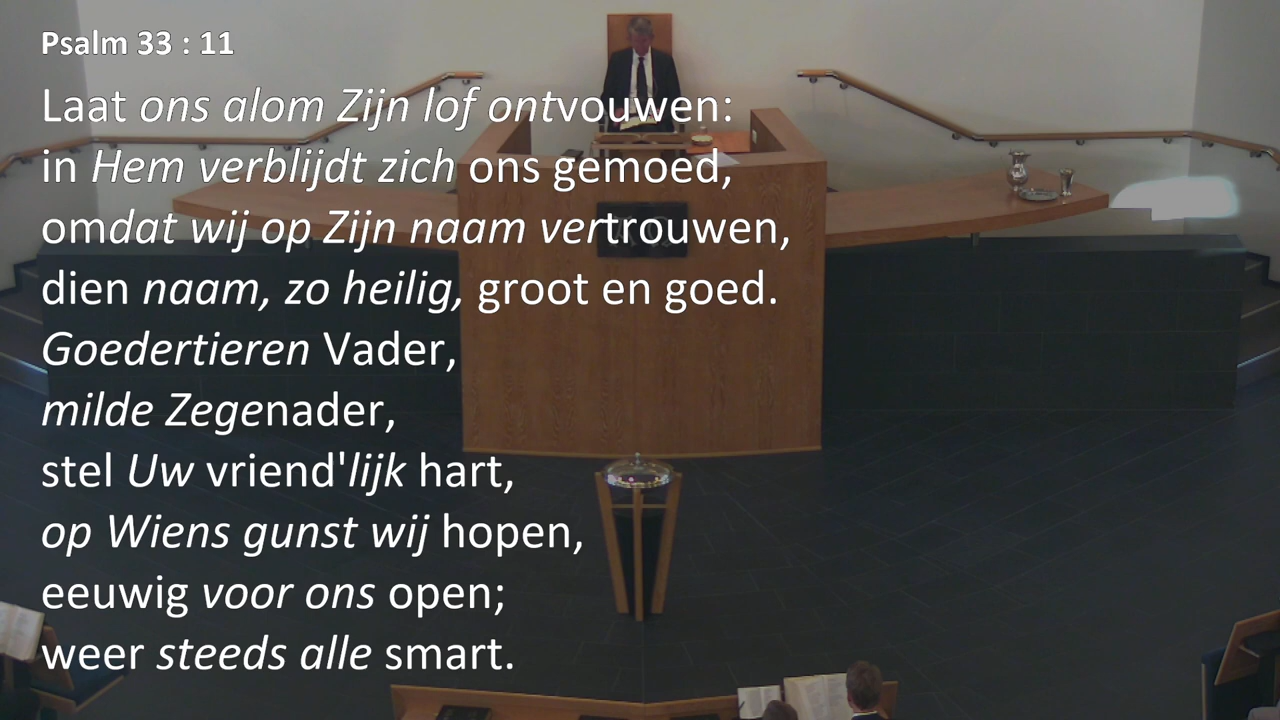 Psalm 33 : 11
Laat ons alom Zijn lof ontvouwen:
in Hem verblijdt zich ons gemoed,
omdat wij op Zijn naam vertrouwen,
dien naam, zo heilig, groot en goed.
Goedertieren Vader,
milde Zegenader,
stel Uw vriend'lijk hart,
op Wiens gunst wij hopen,
eeuwig voor ons open;
weer steeds alle smart.